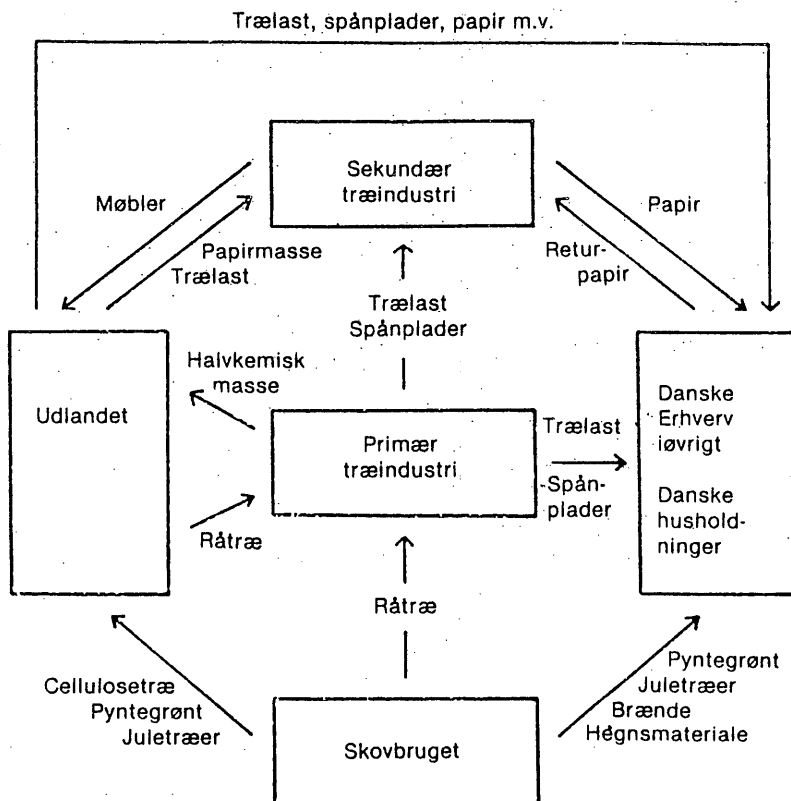 Trælast, spånplader, papir m.v.
Sekundær
træindustri
Møbler
Papirmasse
Trælast
Papir
Retur-
papir
Trælast
Spånplader
Halvkemisk
masse
Udlandet
Primær
træindustri
Trælast
Spån-
plader
Danske
Erhverv
iøvrigt
Danske
hushold-
ninger
Råtræ
Råtræ
Cellulosetræ
Pyntegrønt
Juletræer
Skovbruget
Pyntegrønt
Juletræer
Brænde
Hegnsmateriale